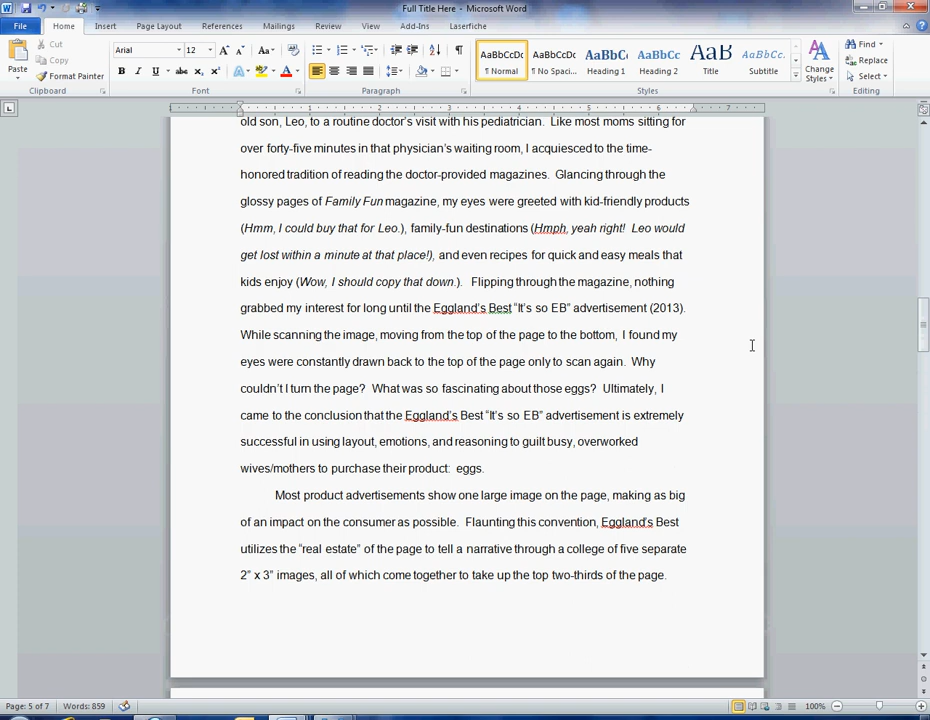 Full Title Here - Microsoft Word
File Home Insert Page Layout References Mailings Review View Add-Ins Laserfiche
Cut
Copy
Format Painter
Paste
Arial 12
AaBbCcDc AaBbCcDc AaBbC AaBbCc AaB AaBbCc.
¶ Normal ¶ No Spaci... Heading 1 Heading 2 Title Subtitle
Change Styles
Find
Replace
Select
Clipboard Font Paragraph Styles Editing
1 2 3 4 5 6 7
old son, Leo, to a routine doctor's visit with his pediatrician. Like most moms sitting for
over forty-five minutes in that physician's waiting room, I acquiesced to the time-
honored tradition of reading the doctor-provided magazines. Glancing through the
glossy pages of Family Fun magazine, my eyes were greeted with kid-friendly products
(Hmm, I could buy that for Leo.), family-fun destinations (Hmph, yeah right! Leo would
get lost within a minute at that place!), and even recipes for quick and easy meals that
kids enjoy (Wow, I should copy that down.). Flipping through the magazine, nothing
grabbed my interest for long until the Eggland's Best "It's so EB" advertisement (2013).
While scanning the image, moving from the top of the page to the bottom, I found my
eyes were constantly drawn back to the top of the page only to scan again. Why
couldn't I turn the page? What was so fascinating about those eggs? Ultimately, I
came to the conclusion that the Eggland's Best "It's so EB" advertisement is extremely
successful in using layout, emotions, and reasoning to guilt busy, overworked
wives/mothers to purchase their product: eggs.
Most product advertisements show one large image on the page, making as big
of an impact on the consumer as possible. Flaunting this convention, Eggland's Best
utilizes the "real estate" of the page to tell a narrative through a college of five separate
2" x 3" images, all of which come together to take up the top two-thirds of the page.
Page: 5 of 7 Words: 859 100%